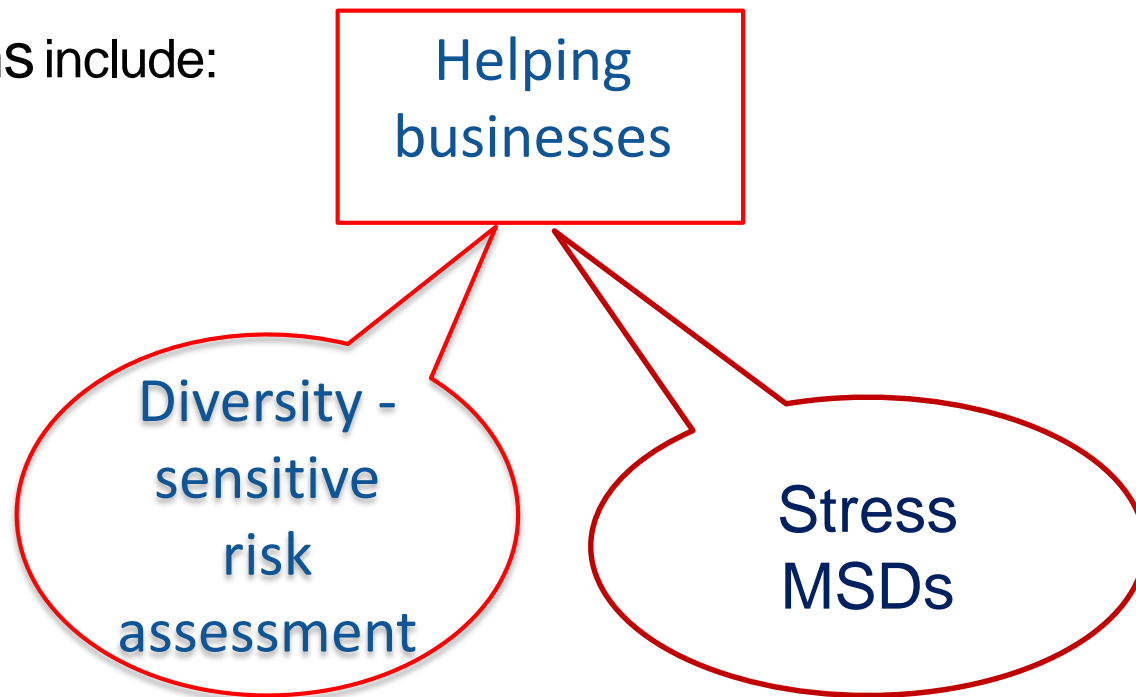 include:
Helping
businesses
Diversity -
sensitive
risk
assessment
Stress
MSDs